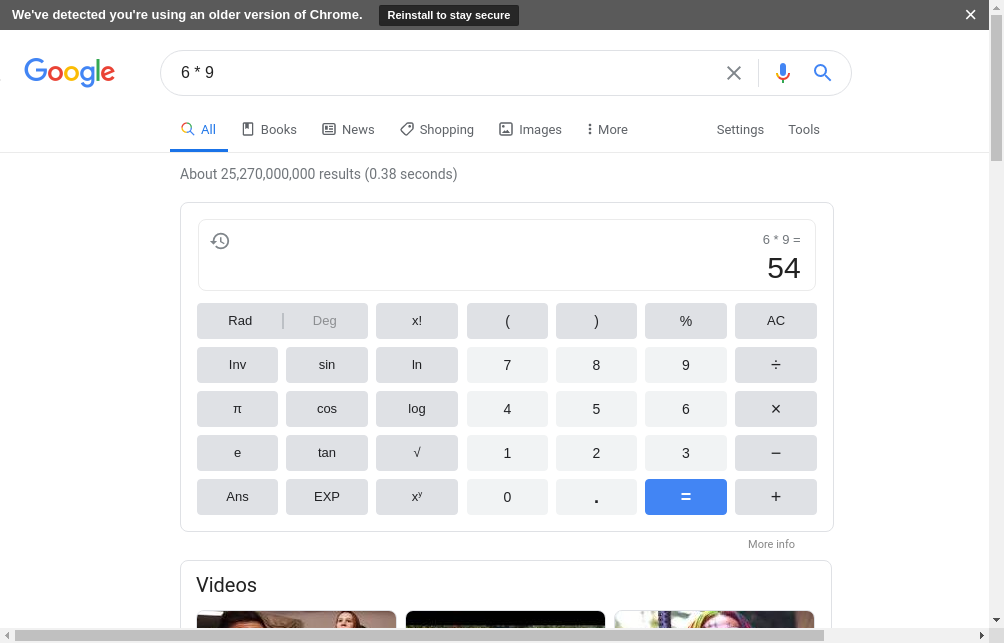 We've detected you're using an older version of Chrome. Reinstall to stay secure
Google 6 * 9
All Books News Shopping Images More Settings Tools
About 25,270,000,000 results (0.38 seconds)
6 * 9 =
54
Rad Deg x! ( ) % AC
Inv sin ln 7 8 9 ÷
π cos log 4 5 6 ×
e tan √ 1 2 3 −
Ans EXP xʸ 0 . = +
More info
Videos